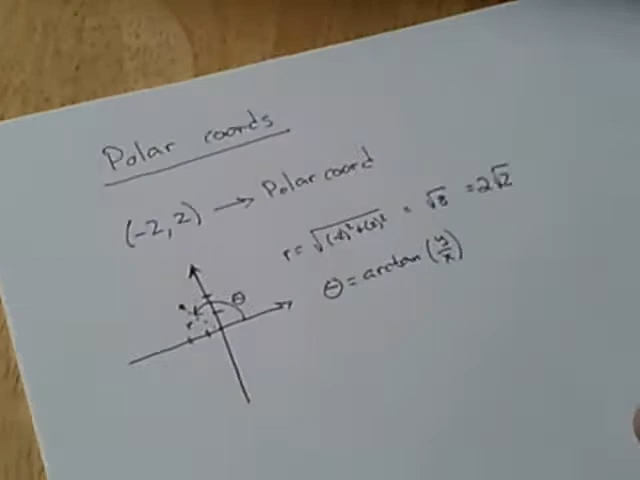 Polar coords
(-2, 2) → Polar coord
r = √(-2)²+(2)² = √8 = 2√2
θ = arctan (y/x)
θ
r